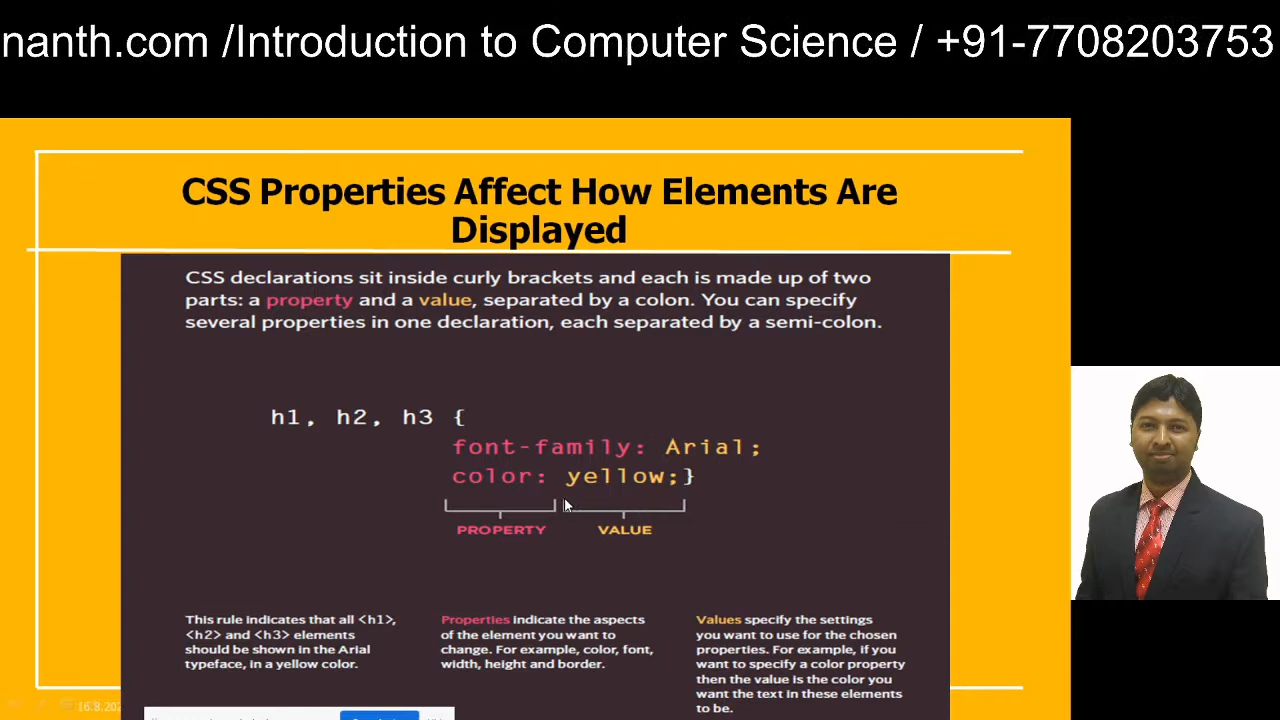 nanth.com /Introduction to Computer Science / +91-7708203753
CSS Properties Affect How Elements Are
Displayed
CSS declarations sit inside curly brackets and each is made up of two
parts: a property and a value, separated by a colon. You can specify
several properties in one declaration, each separated by a semi-colon.
h1, h2, h3 {
font-family: Arial;
color: yellow;}
PROPERTY VALUE
This rule indicates that all <h1>,
<h2> and <h3> elements
should be shown in the Arial
typeface, in a yellow color.
Properties indicate the aspects
of the element you want to
change. For example, color, font,
width, height and border.
Values specify the settings
you want to use for the chosen
properties. For example, if you
want to specify a color property
then the value is the color you
want the text in these elements
to be.
16.8.202